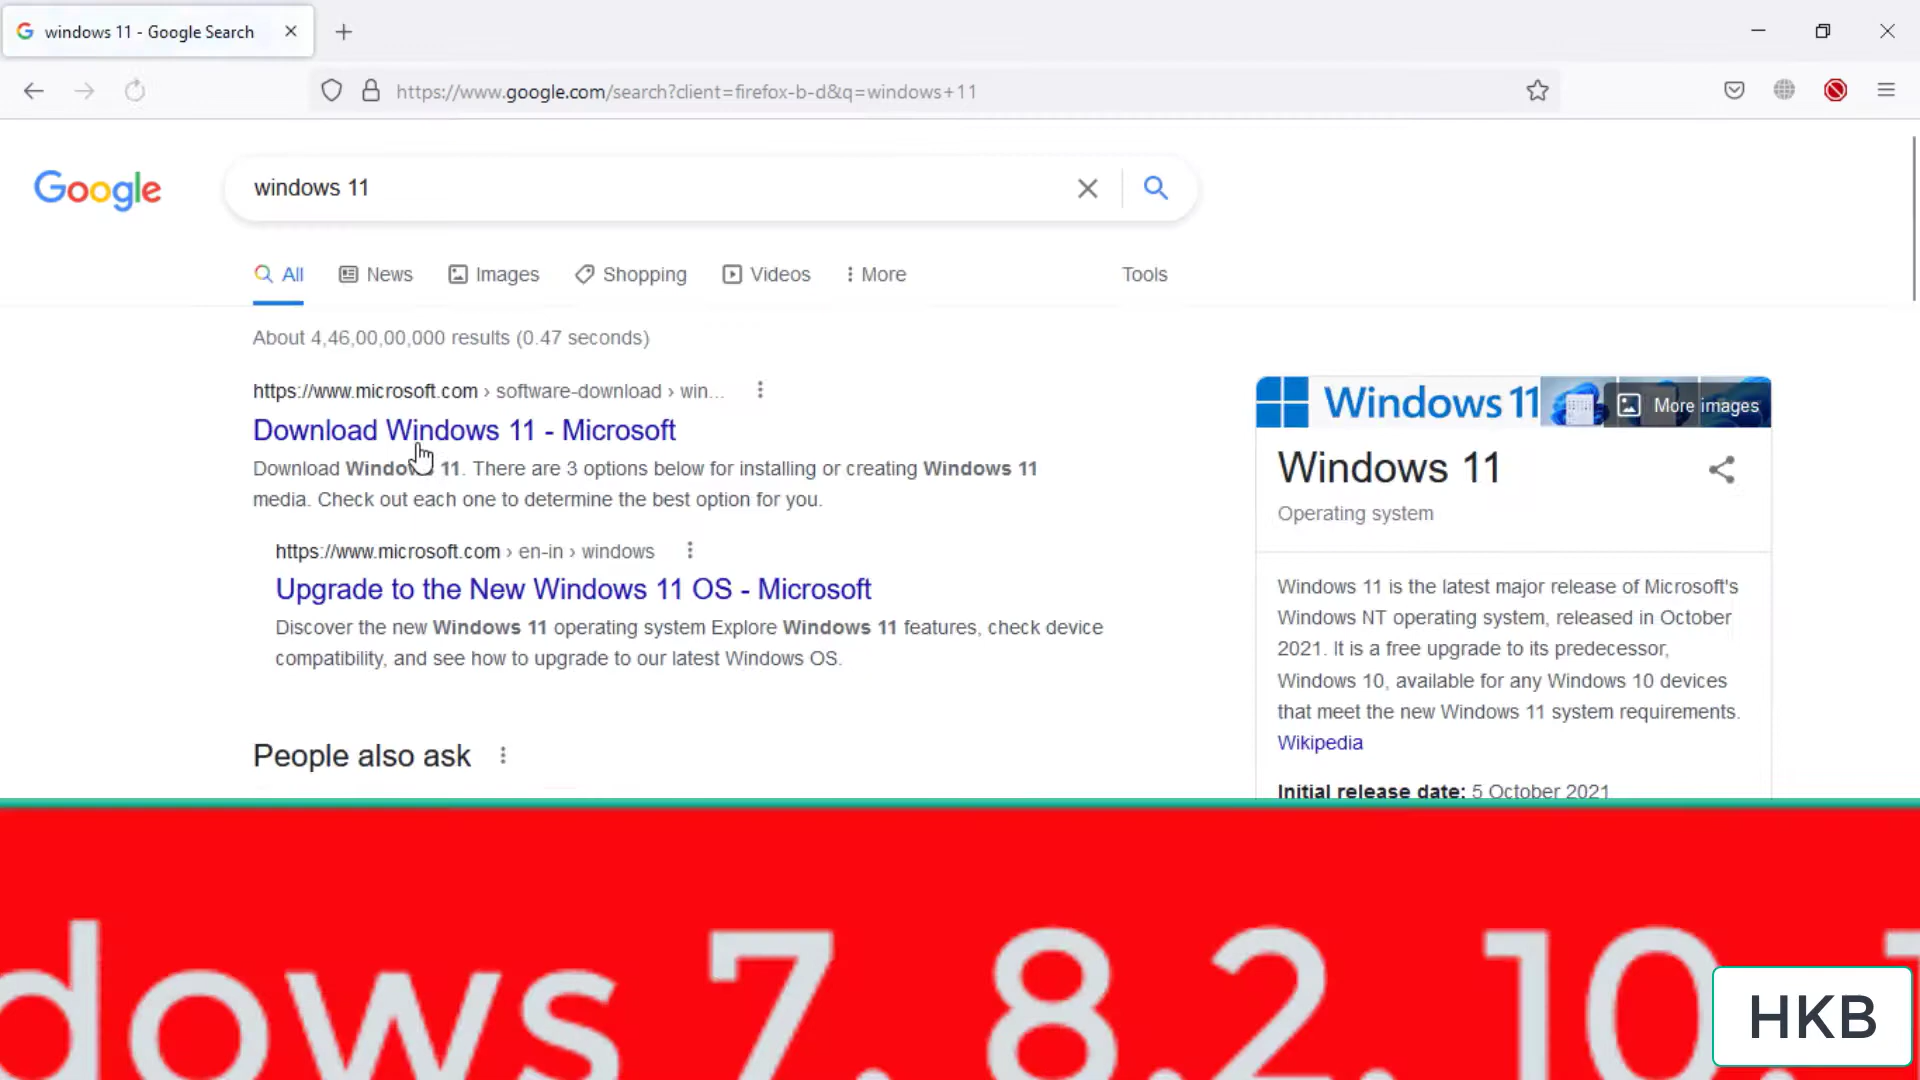 windows 11 - Google Search
https://www.google.com/search?client=firefox-b-d&q=windows+11
Google
windows 11
All News Images Shopping Videos More Tools
About 4,46,00,00,000 results (0.47 seconds)
https://www.microsoft.com › software-download › win...
Download Windows 11 - Microsoft
Download Windows 11. There are 3 options below for installing or creating Windows 11
media. Check out each one to determine the best option for you.
https://www.microsoft.com › en-in › windows
Upgrade to the New Windows 11 OS - Microsoft
Discover the new Windows 11 operating system Explore Windows 11 features, check device
compatibility, and see how to upgrade to our latest Windows OS.
People also ask
Windows 11
More images
Windows 11
Operating system
Windows 11 is the latest major release of Microsoft's
Windows NT operating system, released in October
2021. It is a free upgrade to its predecessor,
Windows 10, available for any Windows 10 devices
that meet the new Windows 11 system requirements.
Wikipedia
Initial release date: 5 October 2021
dows 7. 8.2. 10.
HKB